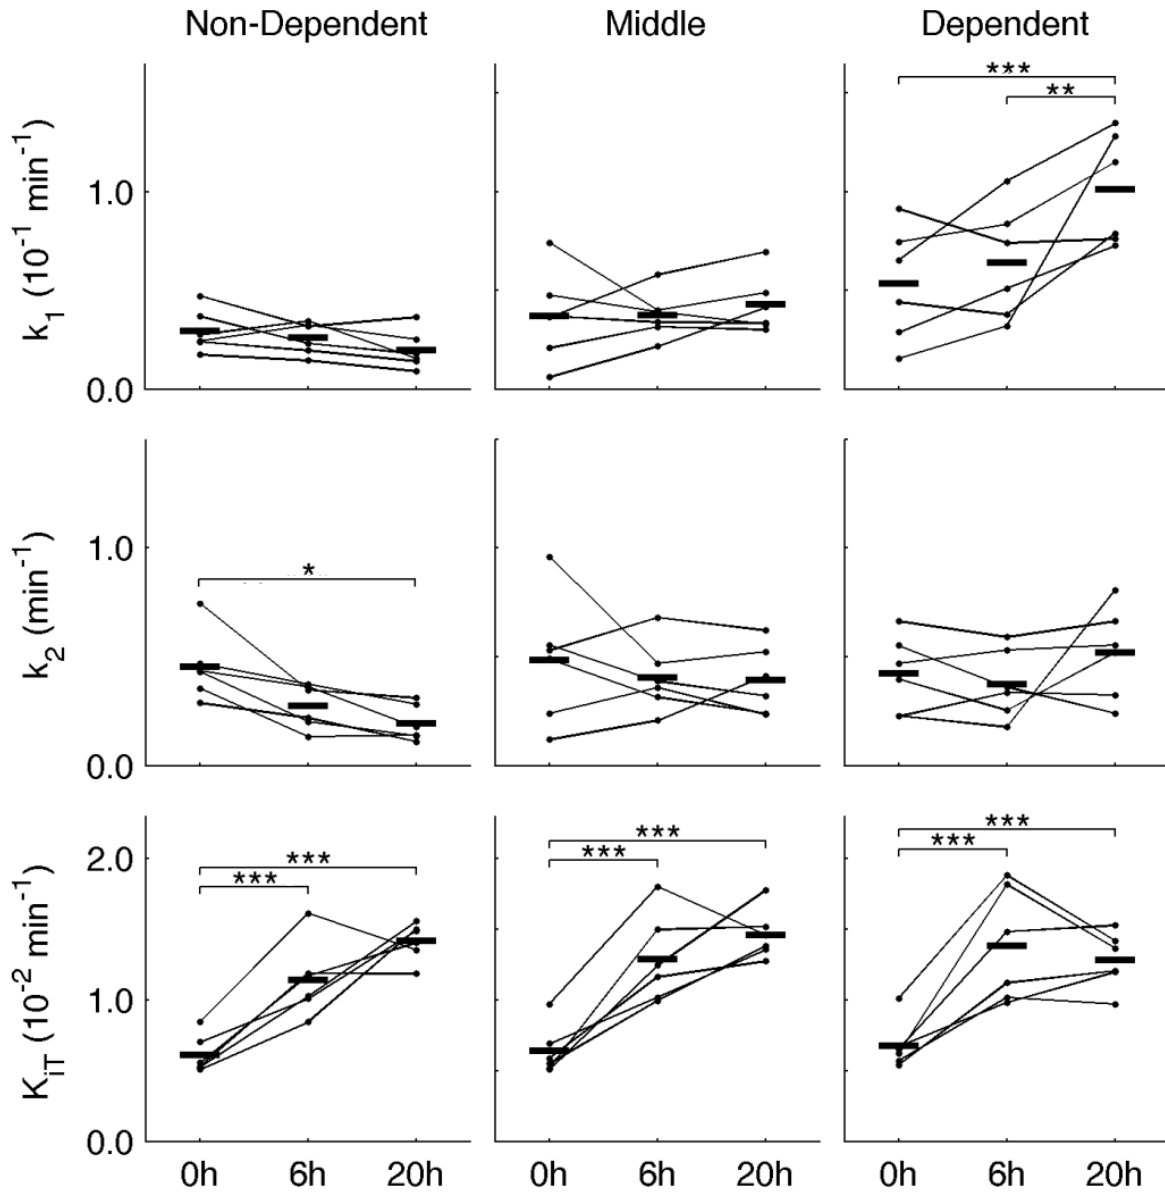 Non-Dependent Middle Dependent
***
**
k1 (10-1 min-1)
1.0
0.0
*
k2 (min-1)
1.0
0.0
*** *** ***
*** *** ***
KiT (10-2 min-1)
2.0
1.0
0.0
0h 6h 20h 0h 6h 20h 0h 6h 20h